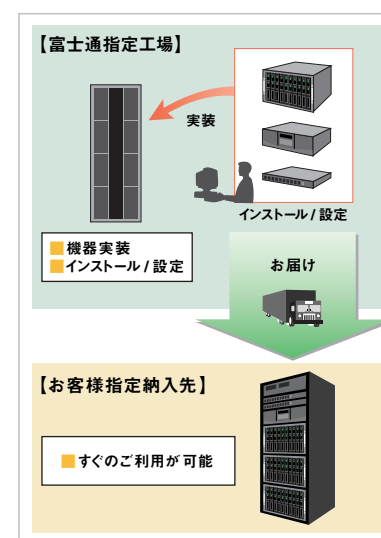 【富士通指定工場】
実装
インストール/設定
機器実装
インストール/設定
お届け
【お客様指定納入先】
すぐのご利用が可能